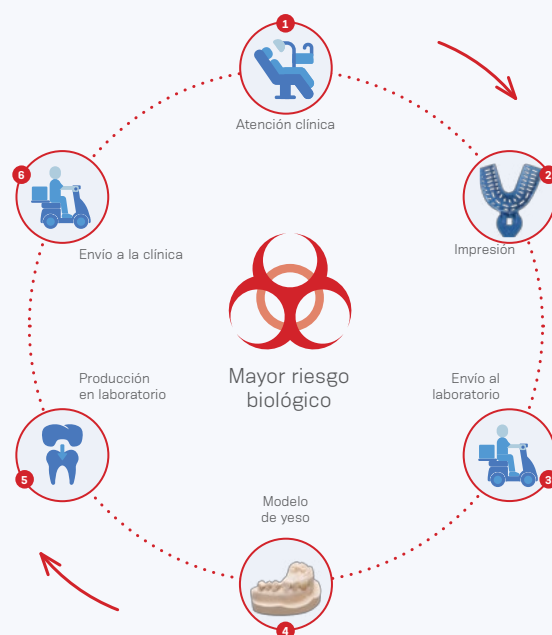 1
Atención clínica
2
Impresión
Envío al
laboratorio
3
Modelo
de yeso
4
Producción
en laboratorio
5
6
Envío a la clínica
Mayor riesgo
biológico